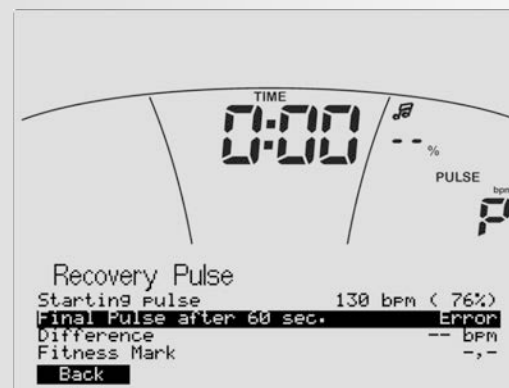 TIME
0:00
-- %
PULSE
bpm
P
Recovery Pulse
Starting pulse 130 bpm ( 76%)
Final Pulse after 60 sec. Error
Difference -- bpm
Fitness Mark -,-
Back